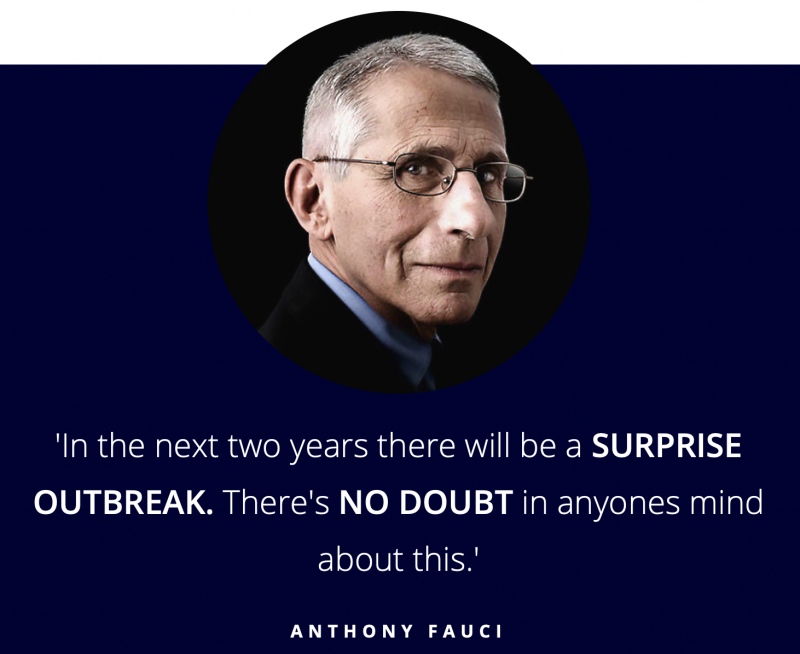 'In the next two years there will be a SURPRISE
OUTBREAK. There's NO DOUBT in anyones mind
about this.'
ANTHONY FAUCI